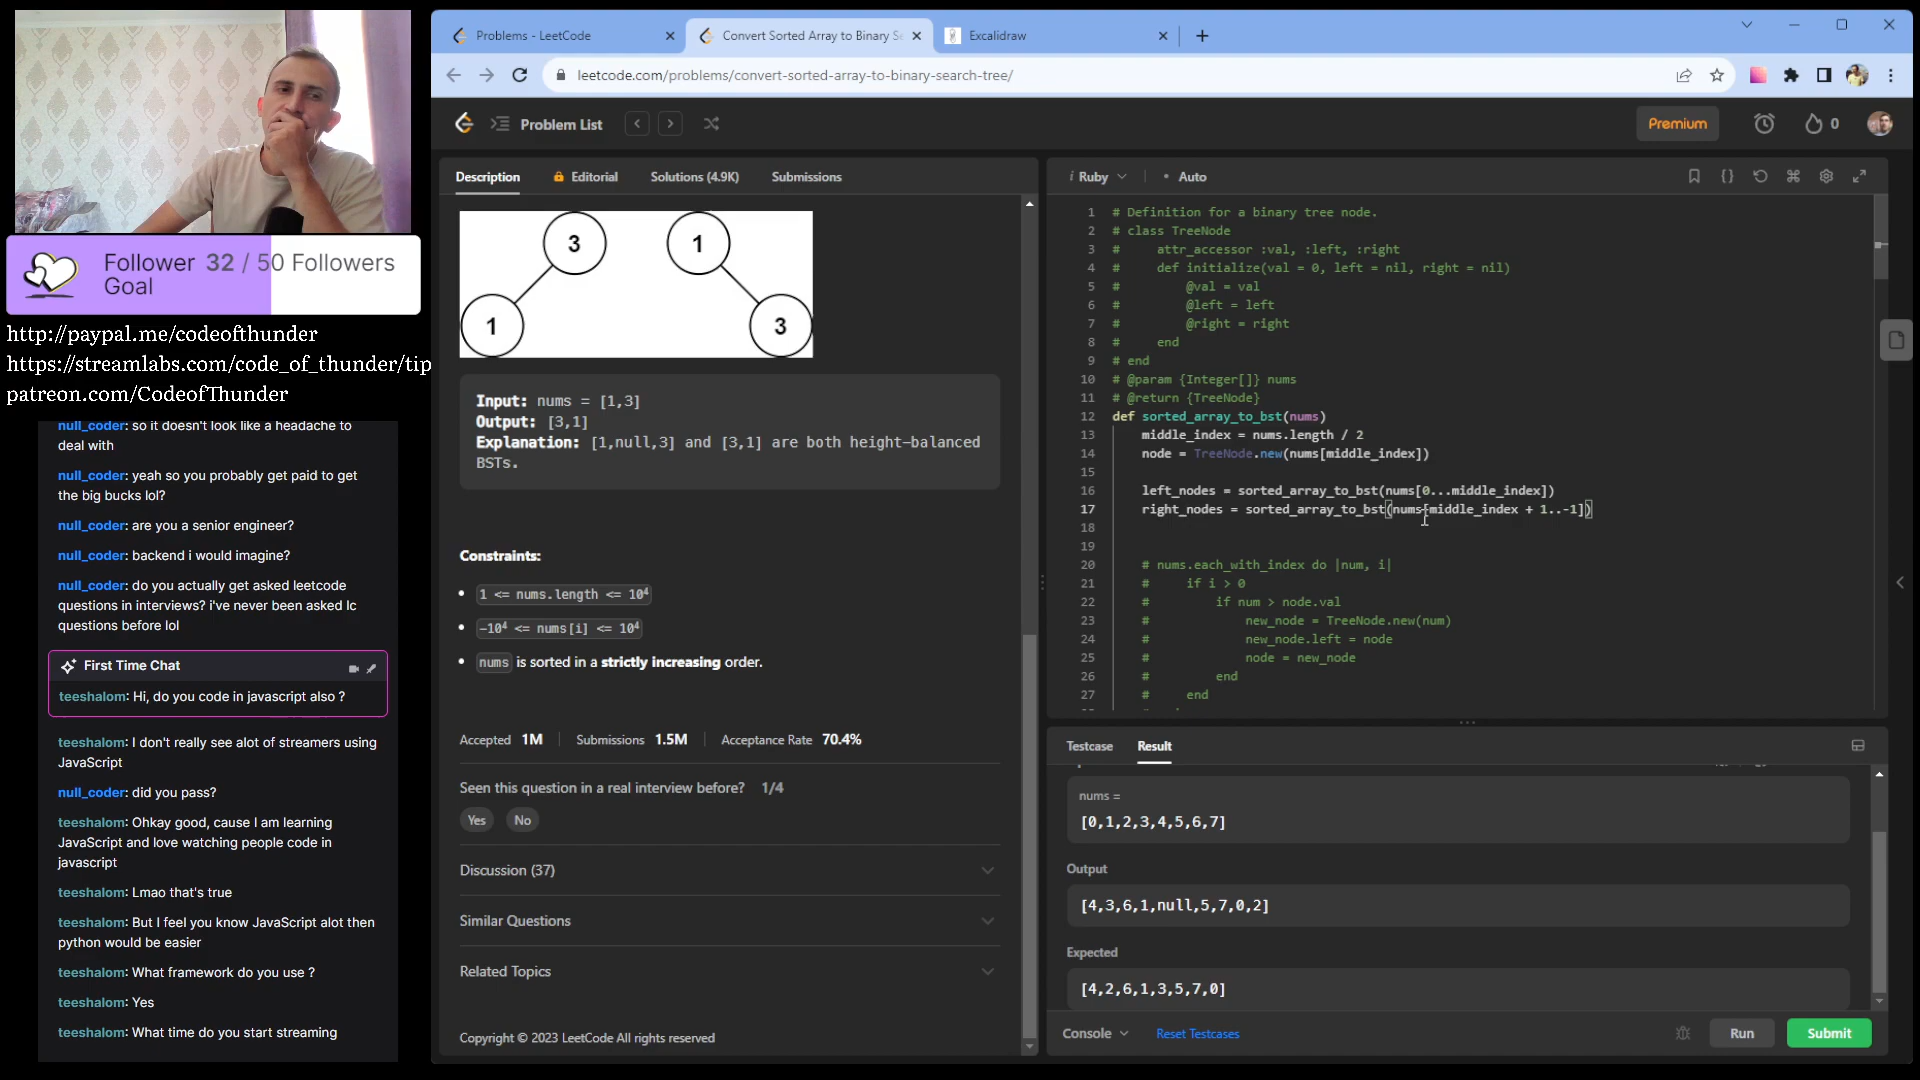 Problems - LeetCode
Convert Sorted Array to Binary Se
Excalidraw
leetcode.com/problems/convert-sorted-array-to-binary-search-tree/
Problem List
Premium
0
Follower 32 / 50 Followers
Goal
http://paypal.me/codeofthunder
https://streamlabs.com/code_of_thunder/tip
patreon.com/CodeofThunder
null_coder: so it doesn't look like a headache to
deal with
null_coder: yeah so you probably get paid to get
the big bucks lol?
null_coder: are you a senior engineer?
null_coder: backend i would imagine?
null_coder: do you actually get asked leetcode
questions in interviews? i've never been asked lc
questions before lol
First Time Chat
teeshalom: Hi, do you code in javascript also ?
teeshalom: I don't really see alot of streamers using
JavaScript
null_coder: did you pass?
teeshalom: Ohkay good, cause I am learning
JavaScript and love watching people code in
javascript
teeshalom: Lmao that's true
teeshalom: But I feel you know JavaScript alot then
python would be easier
teeshalom: What framework do you use ?
teeshalom: Yes
teeshalom: What time do you start streaming
Description
Editorial
Solutions (4.9K)
Submissions
3 1
1 3
Input: nums = [1,3]
Output: [3,1]
Explanation: [1,null,3] and [3,1] are both height-balanced
BSTs.
Constraints:
• 1 <= nums.length <= 10⁴
• -10⁴ <= nums[i] <= 10⁴
• nums is sorted in a strictly increasing order.
Accepted 1M
Submissions 1.5M
Acceptance Rate 70.4%
Seen this question in a real interview before? 1/4
Yes
No
Discussion (37)
Similar Questions
Related Topics
Copyright © 2023 LeetCode All rights reserved
i Ruby
• Auto
1 # Definition for a binary tree node.
2 # class TreeNode
3 #     attr_accessor :val, :left, :right
4 #     def initialize(val = 0, left = nil, right = nil)
5 #         @val = val
6 #         @left = left
7 #         @right = right
8 #     end
9 # end
10 # @param {Integer[]} nums
11 # @return {TreeNode}
12 def sorted_array_to_bst(nums)
13     middle_index = nums.length / 2
14     node = TreeNode.new(nums[middle_index])
15
16     left_nodes = sorted_array_to_bst(nums[0...middle_index])
17     right_nodes = sorted_array_to_bst(nums[middle_index + 1..-1])
18
19
20     # nums.each_with_index do |num, i|
21     #     if i > 0
22     #         if num > node.val
23     #             new_node = TreeNode.new(num)
24     #             new_node.left = node
25     #             node = new_node
26     #         end
27     #     end
Testcase
Result
nums =
[0,1,2,3,4,5,6,7]
Output
[4,3,6,1,null,5,7,0,2]
Expected
[4,2,6,1,3,5,7,0]
Console
Reset Testcases
Run
Submit